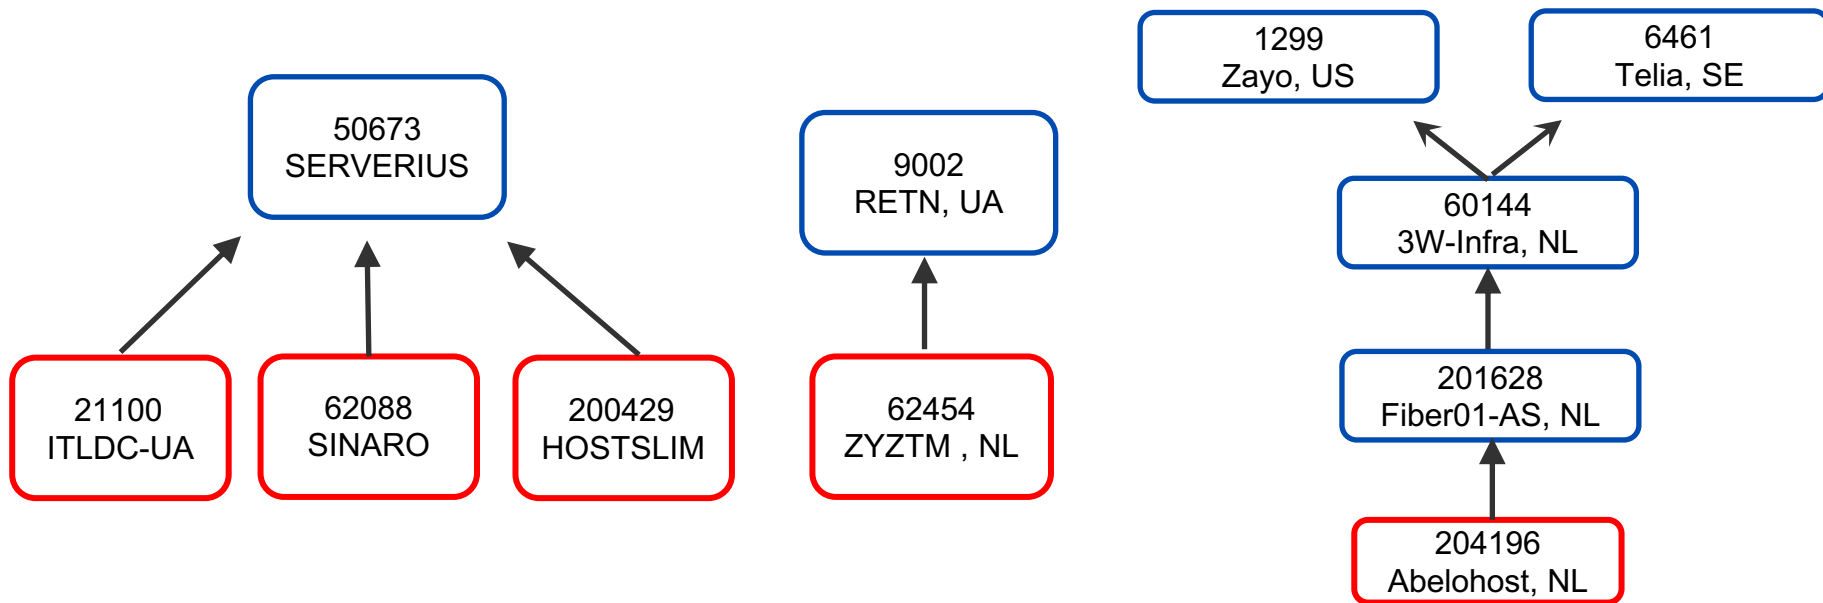 50673
SERVERIUS
21100
ITLDC-UA
62088
SINARO
200429
HOSTSLIM
9002
RETN, UA
62454
ZYZTM , NL
1299
Zayo, US
6461
Telia, SE
60144
3W-Infra, NL
201628
Fiber01-AS, NL
204196
Abelohost, NL